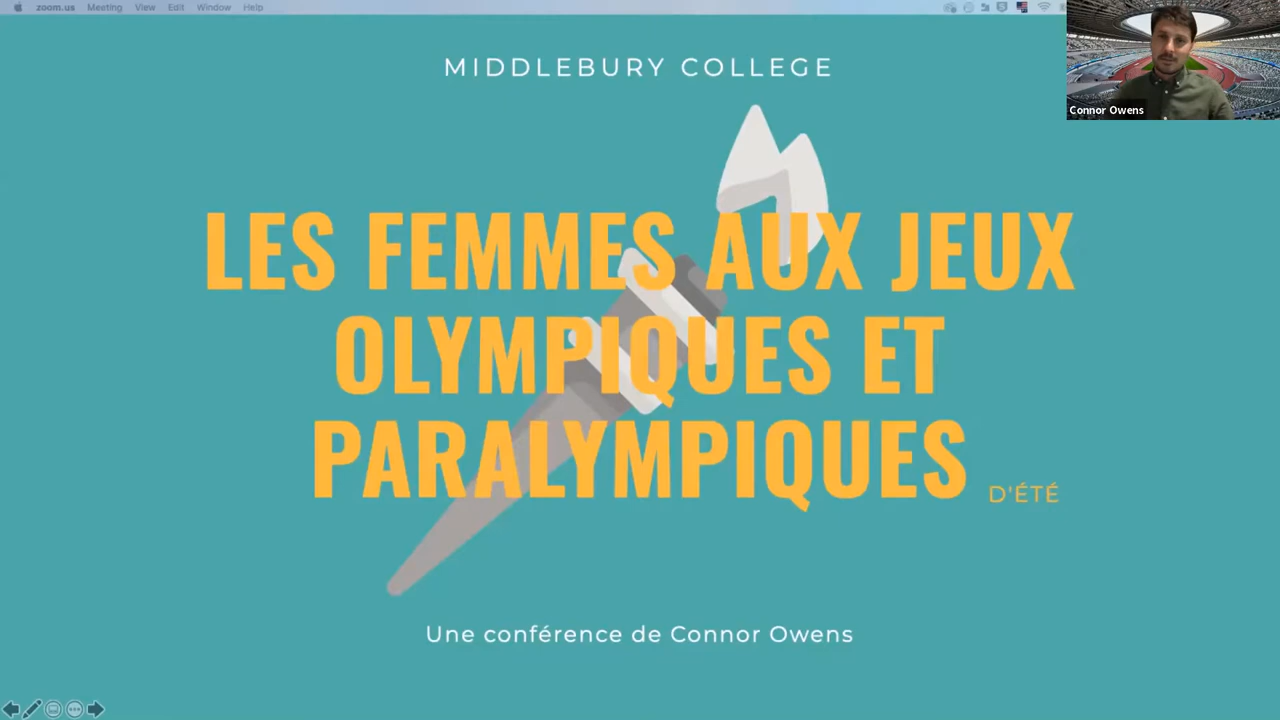 zoom.us Meeting View Edit Window Help
MIDDLEBURY COLLEGE
Connor Owens
LES FEMMES AUX JEUX
OLYMPIQUES ET
PARALYMPIQUES
D'ÉTÉ
Une conférence de Connor Owens